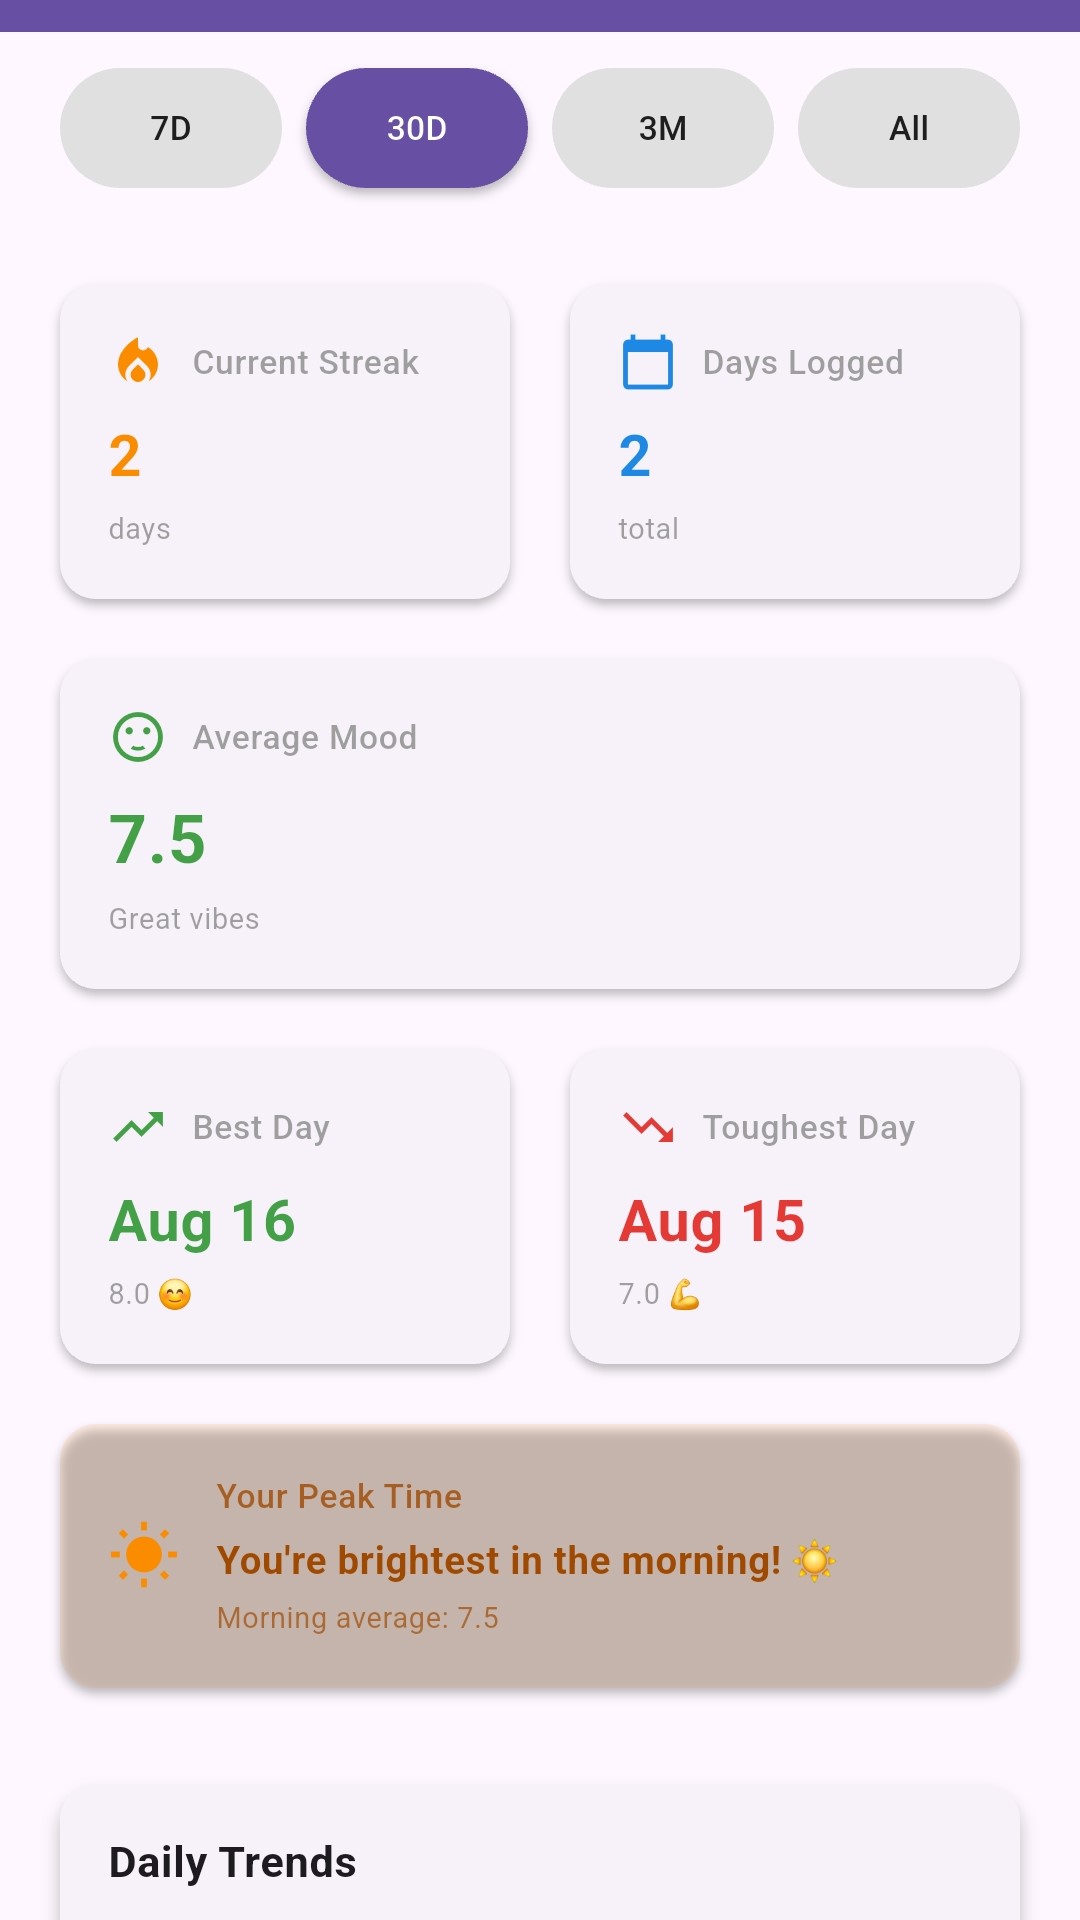 7D
30D
3M
All
Current Streak
2
days
Days Logged
2
total
Average Mood
7.5
Great vibes
Best Day
Aug 16
8.0 😊
Toughest Day
Aug 15
7.0 💪
Your Peak Time
You're brightest in the morning! ☀️
Morning average: 7.5
Daily Trends